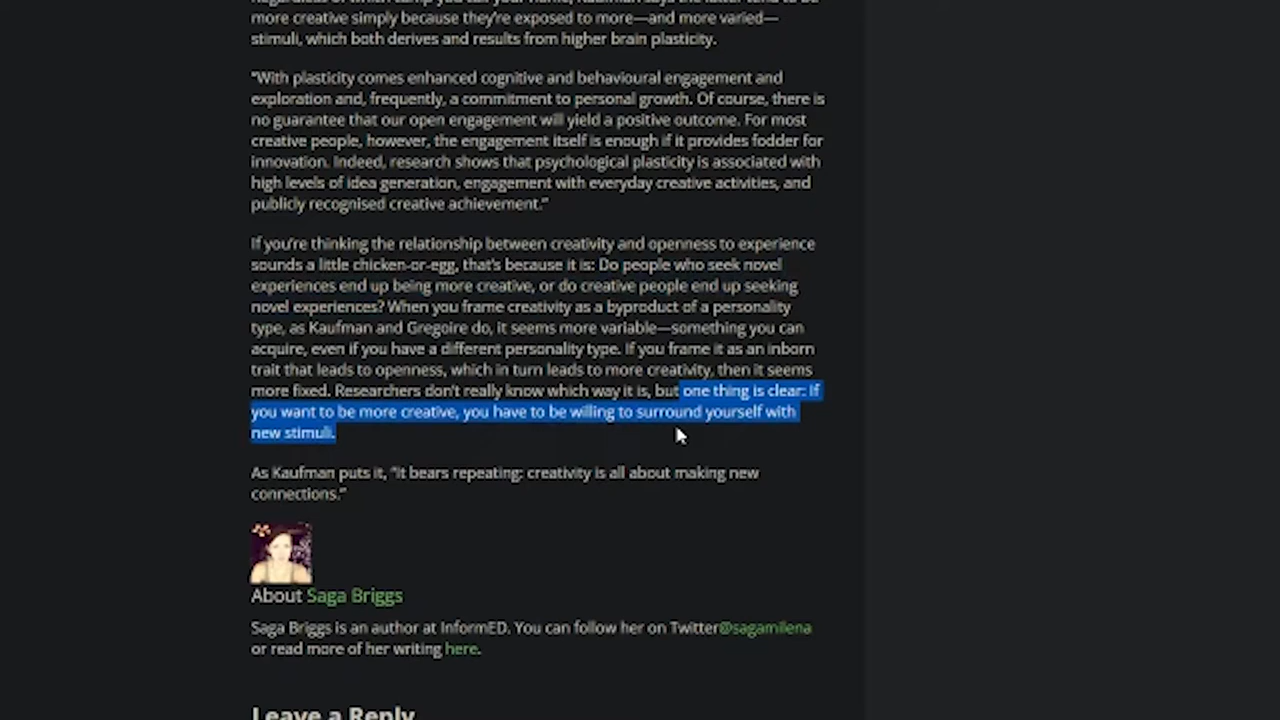 more creative simply because they're exposed to more—and more varied—
stimuli, which both derives and results from higher brain plasticity.
“With plasticity comes enhanced cognitive and behavioural engagement and
exploration and, frequently, a commitment to personal growth. Of course, there is
no guarantee that our open engagement will yield a positive outcome. For most
creative people, however, the engagement itself is enough if it provides fodder for
innovation. Indeed, research shows that psychological plasticity is associated with
high levels of idea generation, engagement with everyday creative activities, and
publicly recognised creative achievement.”
If you're thinking the relationship between creativity and openness to experience
sounds a little chicken-or-egg, that's because it is: Do people who seek novel
experiences end up being more creative, or do creative people end up seeking
novel experiences? When you frame creativity as a byproduct of a personality
type, as Kaufman and Gregoire do, it seems more variable—something you can
acquire, even if you have a different personality type. If you frame it as an inborn
trait that leads to openness, which in turn leads to more creativity, then it seems
more fixed. Researchers don't really know which way it is, but one thing is clear: If
you want to be more creative, you have to be willing to surround yourself with
new stimuli.
As Kaufman puts it, “It bears repeating: creativity is all about making new
connections.”
About Saga Briggs
Saga Briggs is an author at InformED. You can follow her on Twitter@sagamilena
or read more of her writing here.
Leave a Reply